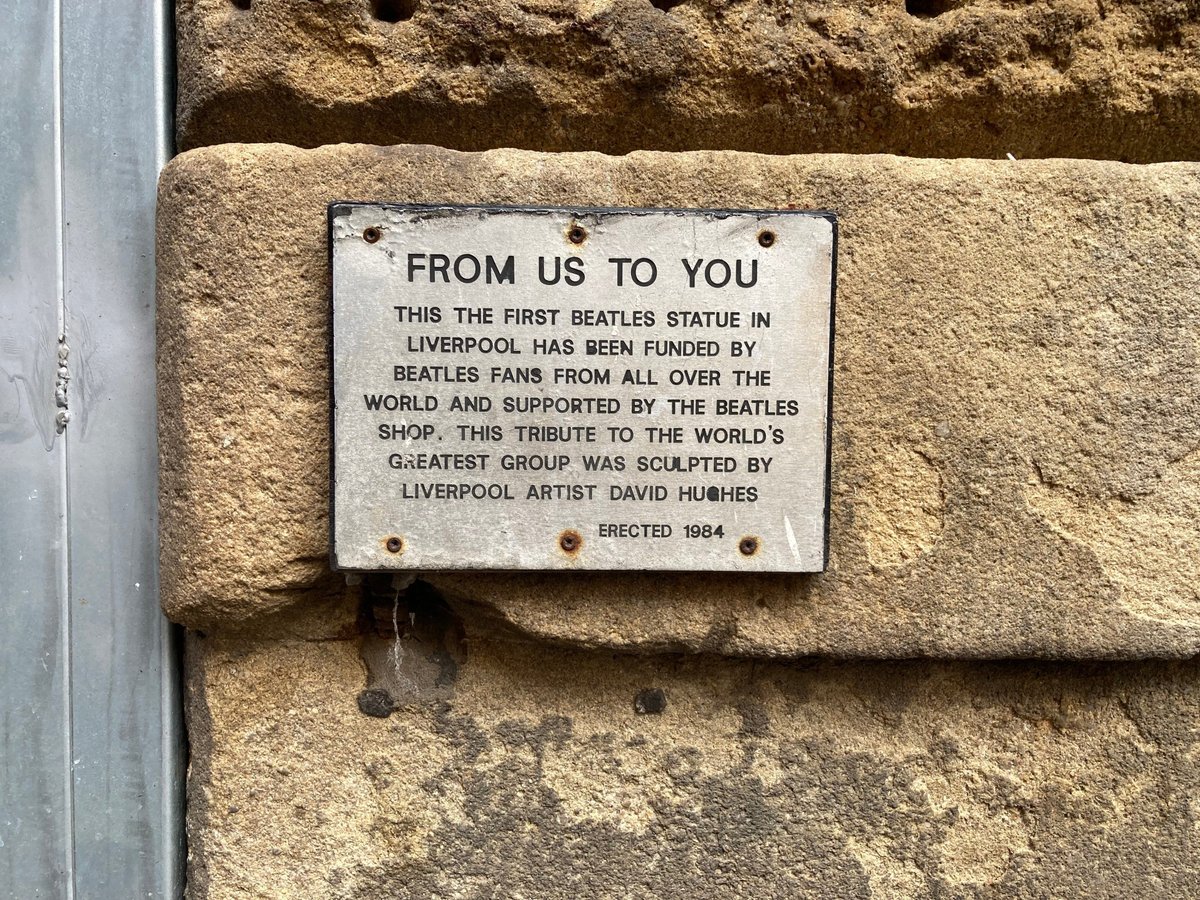 FROM US TO YOU
THIS THE FIRST BEATLES STATUE IN
LIVERPOOL HAS BEEN FUNDED BY
BEATLES FANS FROM ALL OVER THE
WORLD AND SUPPORTED BY THE BEATLES
SHOP. THIS TRIBUTE TO THE WORLD'S
GREATEST GROUP WAS SCULPTED BY
LIVERPOOL ARTIST DAVID HUGHES
ERECTED 1984